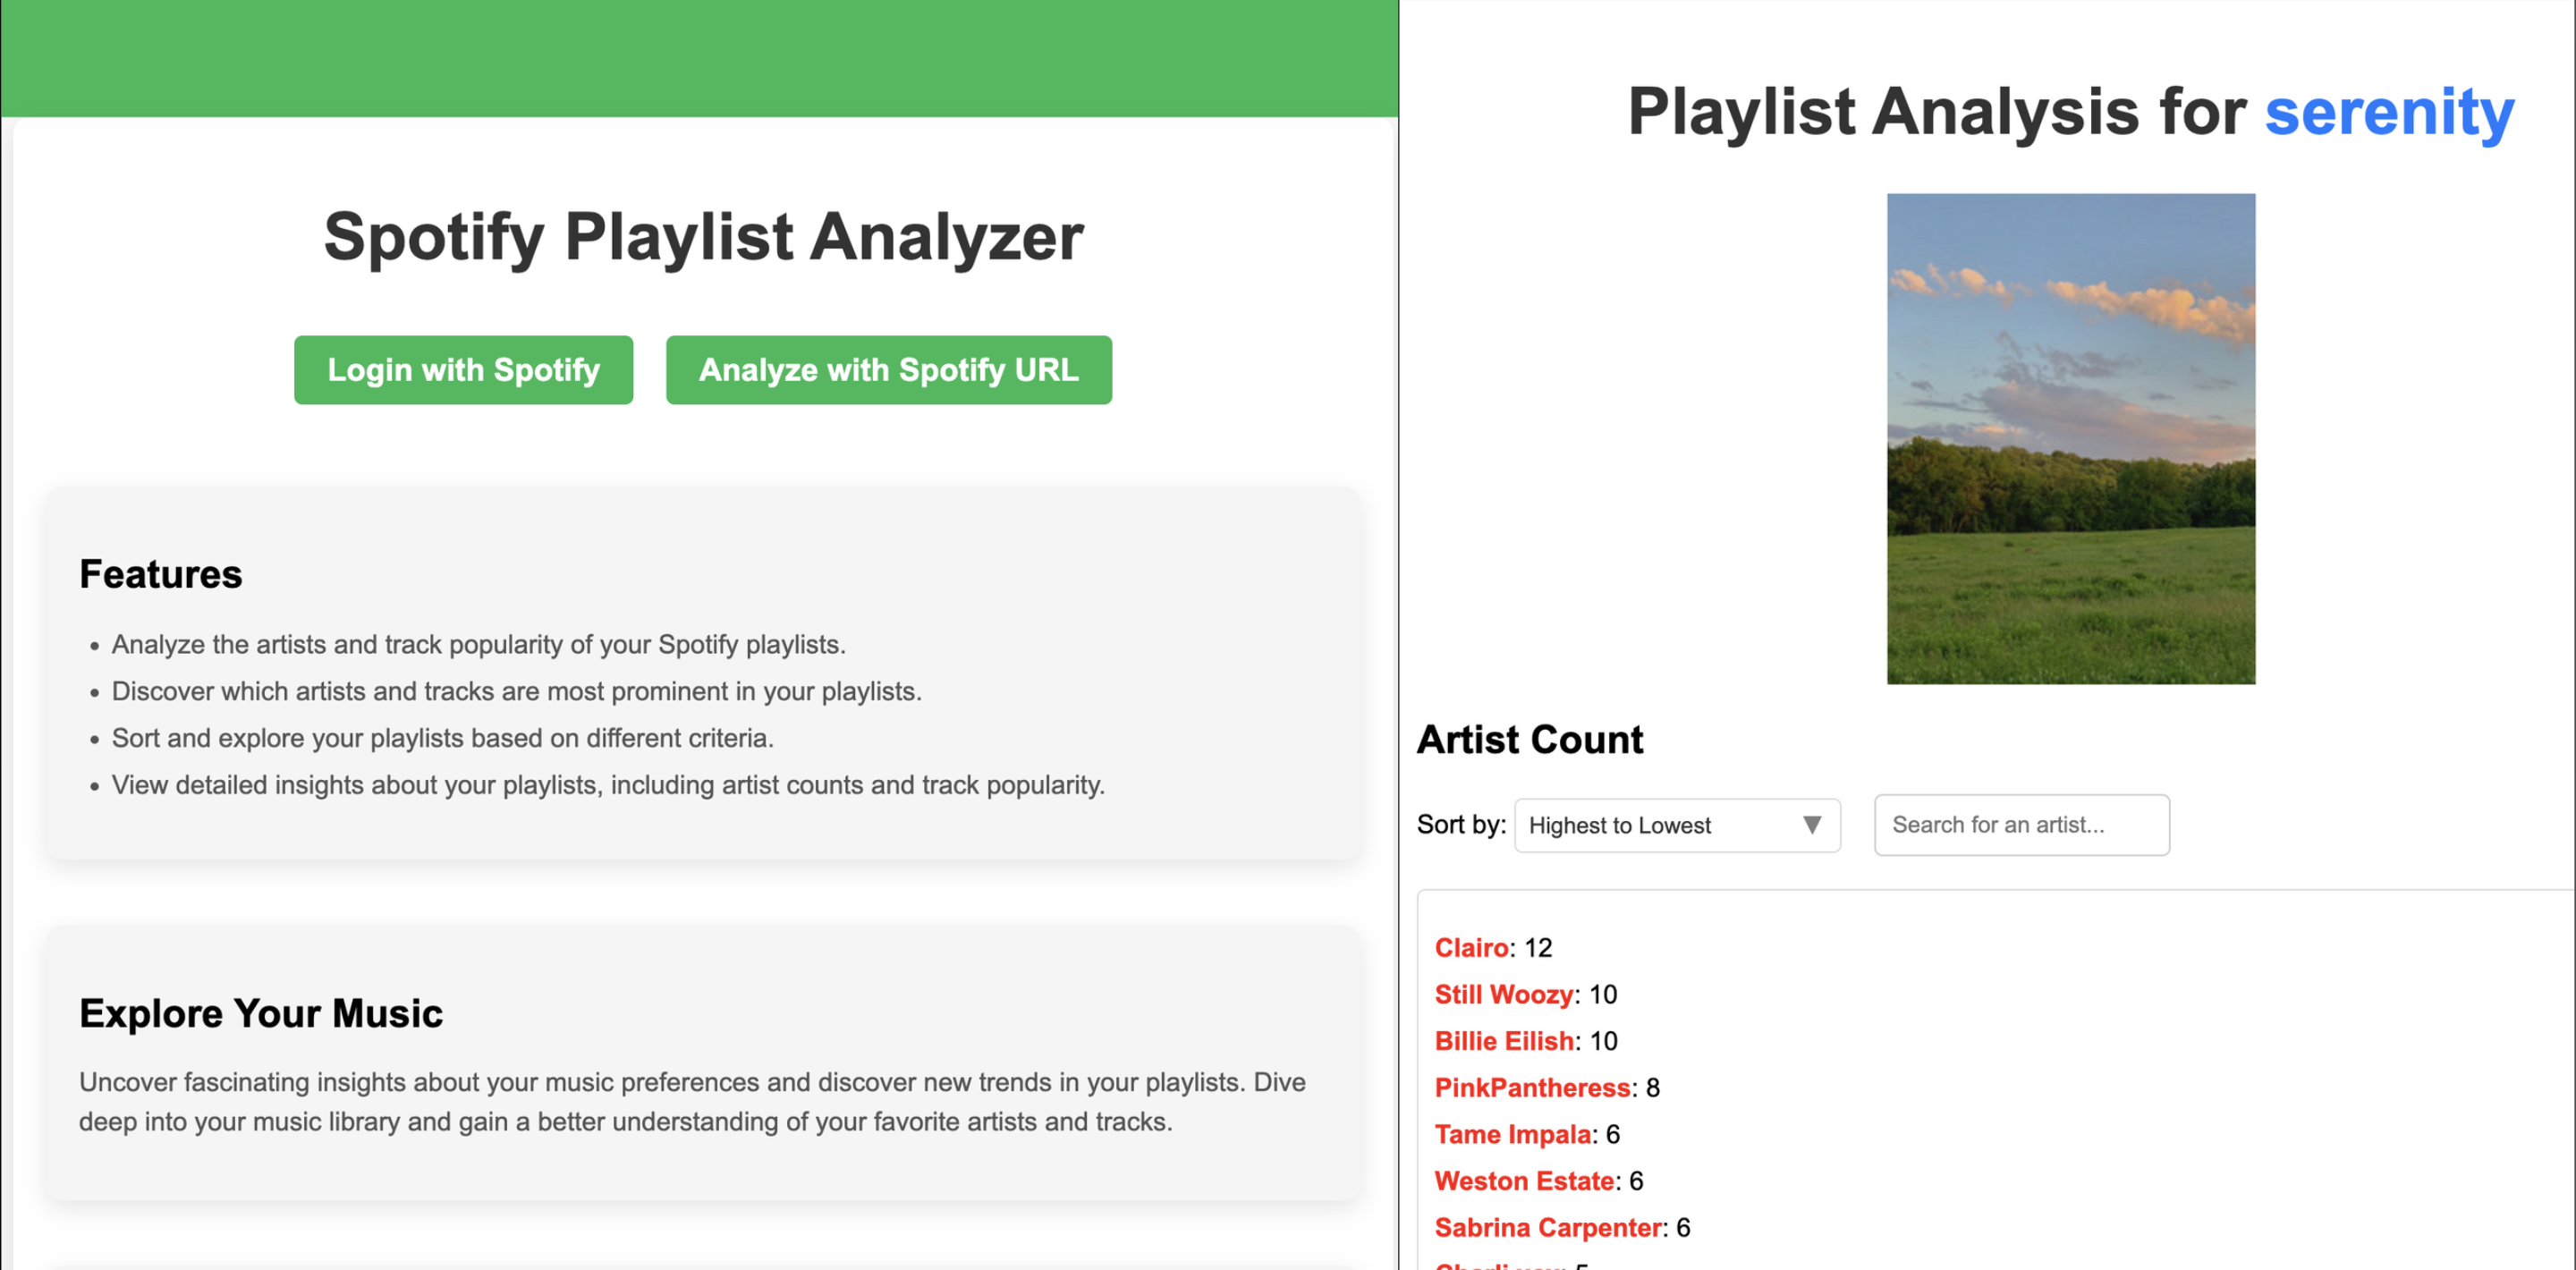 Spotify Playlist Analyzer
Login with Spotify
Analyze with Spotify URL
Features
• Analyze the artists and track popularity of your Spotify playlists.
• Discover which artists and tracks are most prominent in your playlists.
• Sort and explore your playlists based on different criteria.
• View detailed insights about your playlists, including artist counts and track popularity.
Explore Your Music
Uncover fascinating insights about your music preferences and discover new trends in your playlists. Dive
deep into your music library and gain a better understanding of your favorite artists and tracks.
Playlist Analysis for serenity
Artist Count
Sort by: Highest to Lowest ▼ Search for an artist...
Clairo: 12
Still Woozy: 10
Billie Eilish: 10
PinkPantheress: 8
Tame Impala: 6
Weston Estate: 6
Sabrina Carpenter: 6